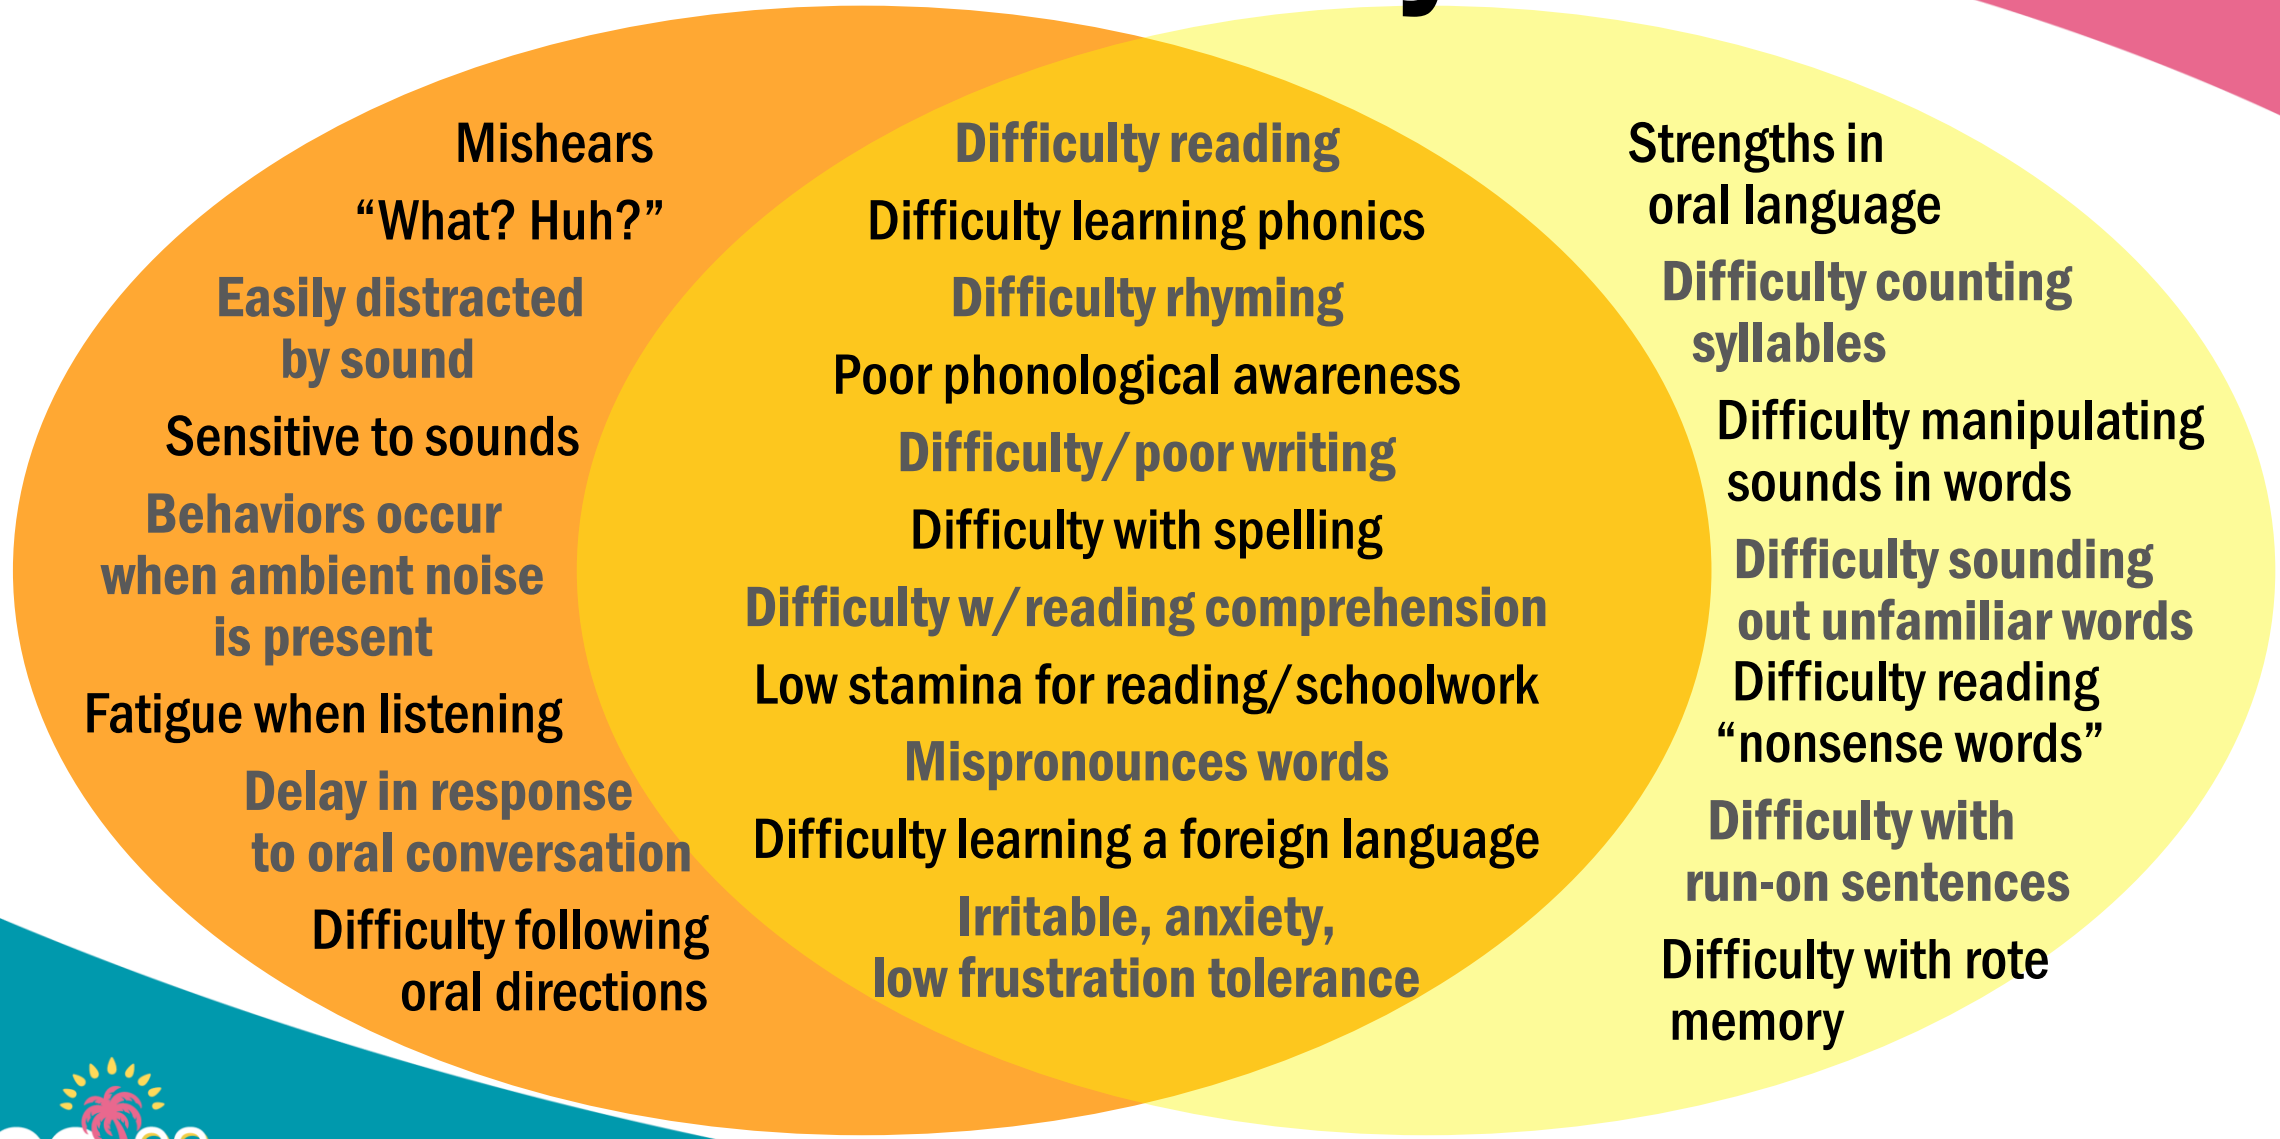 Mishears
“What? Huh?”
Easily distracted
by sound
Sensitive to sounds
Behaviors occur
when ambient noise
is present
Fatigue when listening
Delay in response
to oral conversation
Difficulty following
oral directions
Difficulty reading
Difficulty learning phonics
Difficulty rhyming
Poor phonological awareness
Difficulty/poor writing
Difficulty with spelling
Difficulty w/reading comprehension
Low stamina for reading/schoolwork
Mispronounces words
Difficulty learning a foreign language
Irritable, anxiety,
low frustration tolerance
Strengths in
oral language
Difficulty counting
syllables
Difficulty manipulating
sounds in words
Difficulty sounding
out unfamiliar words
Difficulty reading
“nonsense words”
Difficulty with
run-on sentences
Difficulty with rote
memory